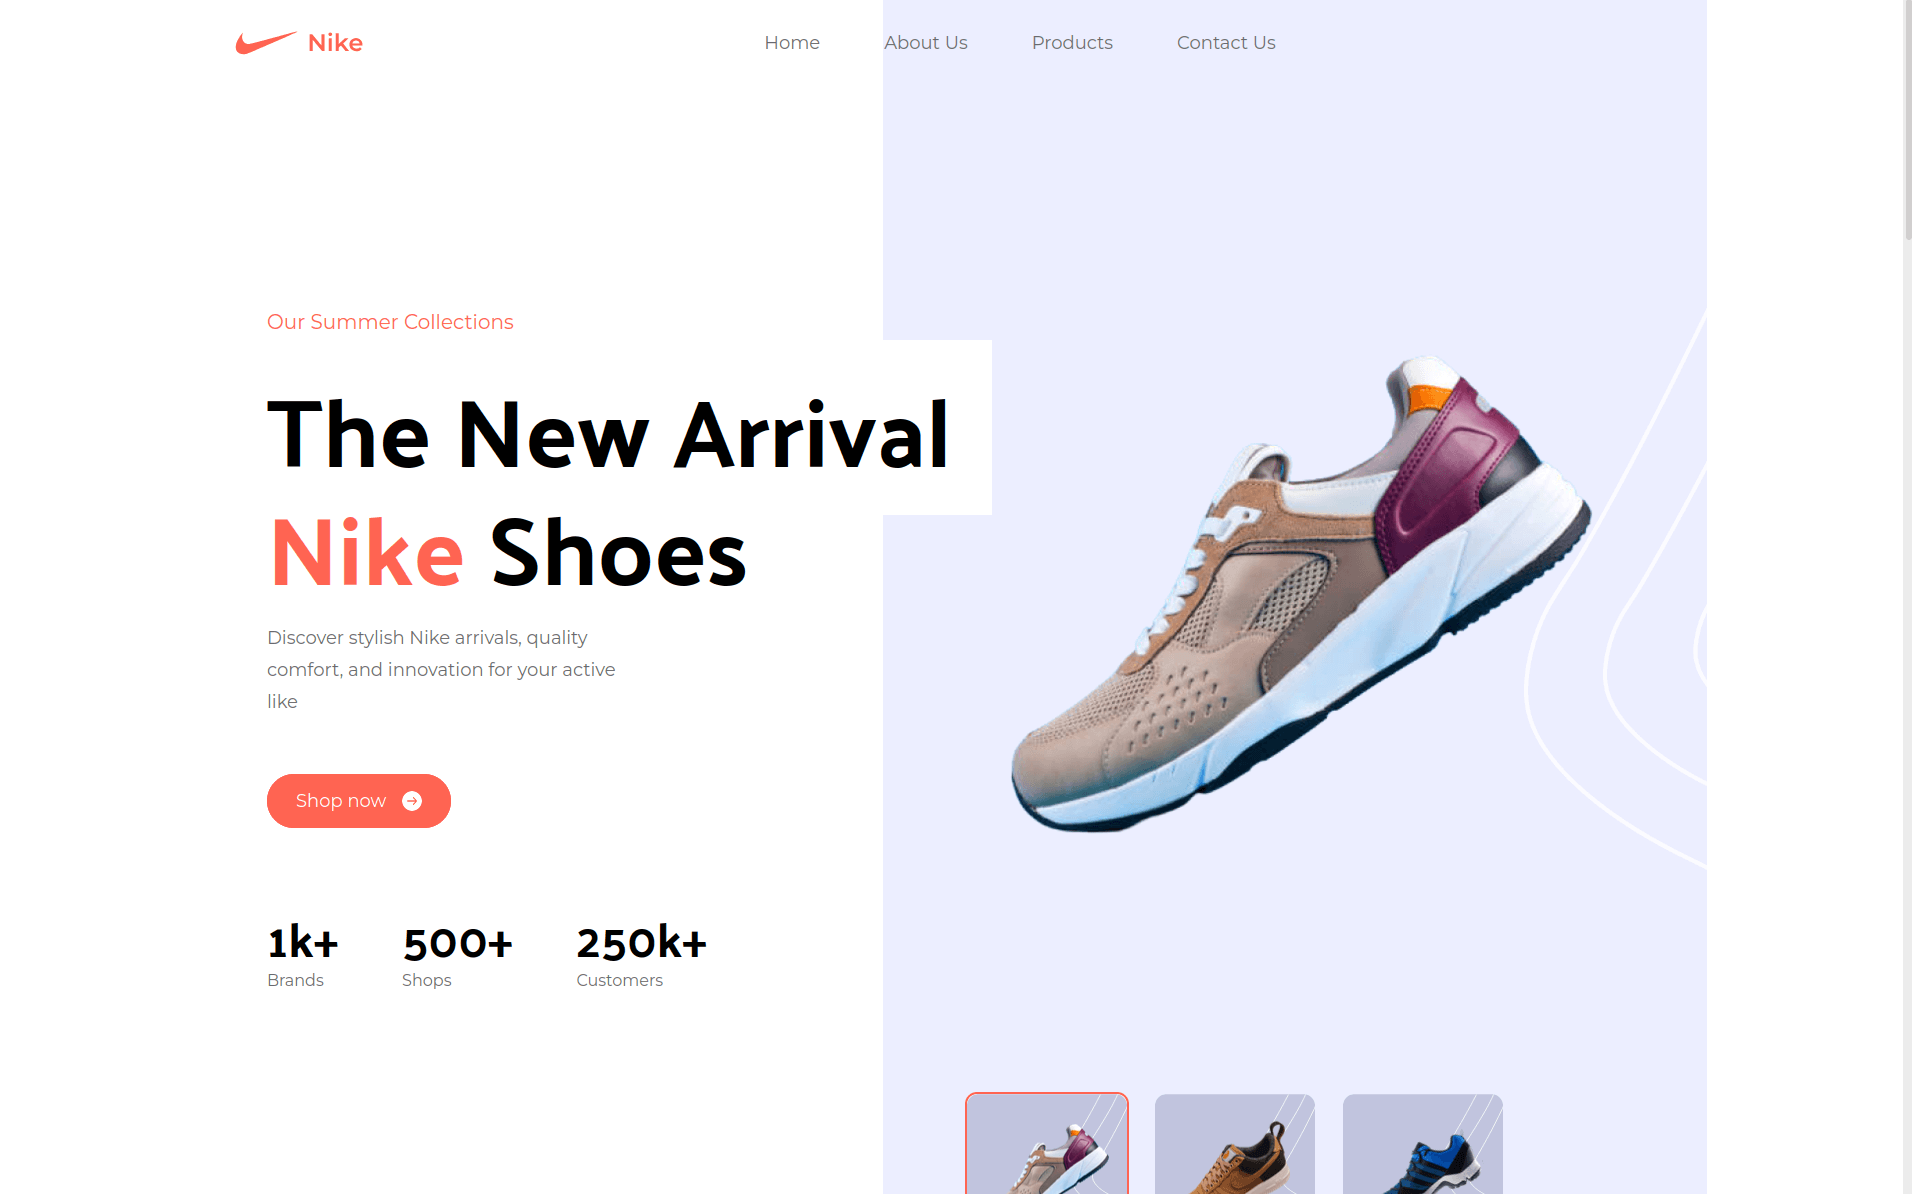 Nike
Home
About Us
Products
Contact Us
Our Summer Collections
The New Arrival
Nike Shoes
Discover stylish Nike arrivals, quality
comfort, and innovation for your active
like
Shop now
1k+
Brands
500+
Shops
250k+
Customers